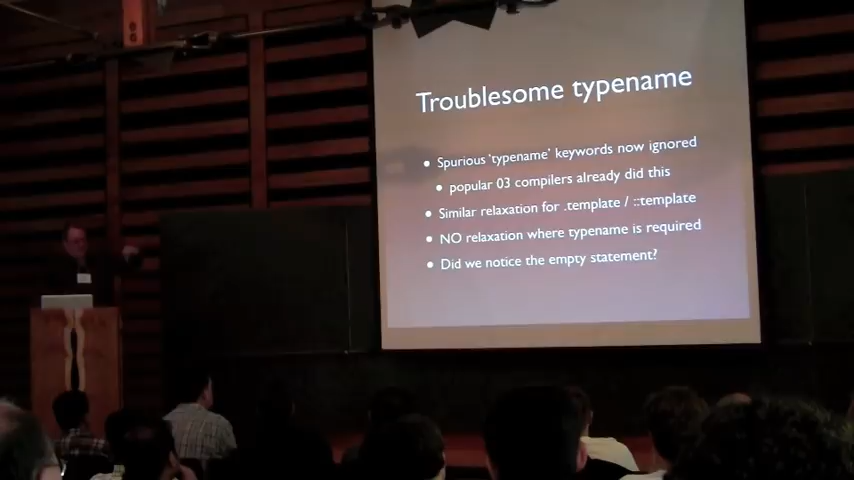 Troublesome typename
• Spurious 'typename' keywords now ignored
• popular 03 compilers already did this
• Similar relaxation for .template / ::template
• NO relaxation where typename is required
• Did we notice the empty statement?